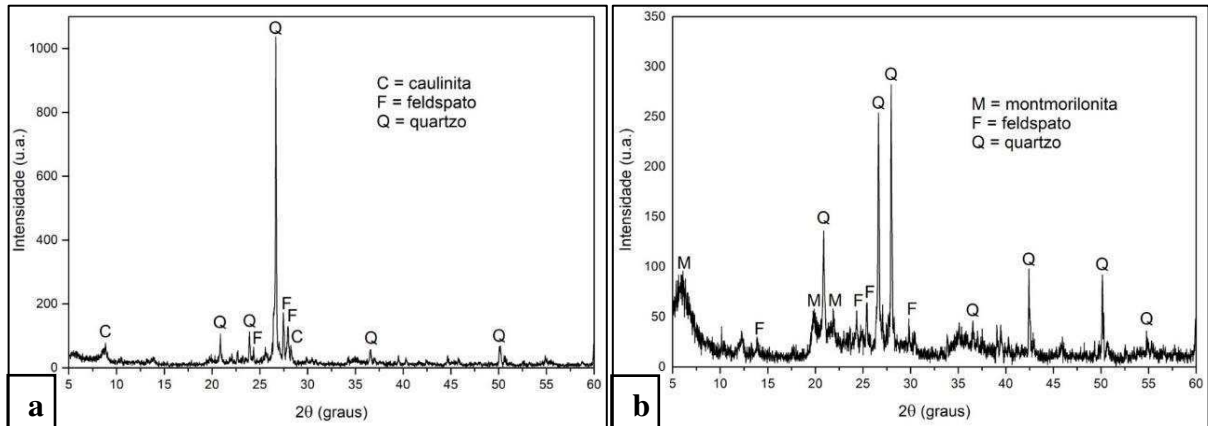 Intensidade (u.a.)
1000
800
600
400
200
0
C = caulinita
F = feldspato
Q = quartzo
C
Q
Q
F
Q
F
F
C
Q
Q
5 10 15 20 25 30 35 40 45 50 55 60
2θ (graus)
a
Intensidade (u.a.)
350
300
250
200
150
100
50
0
M = montmorilonita
F = feldspato
Q = quartzo
M
F
M
Q
M
F
F
Q
Q
F
Q
Q
Q
Q
5 10 15 20 25 30 35 40 45 50 55 60
2θ (graus)
b